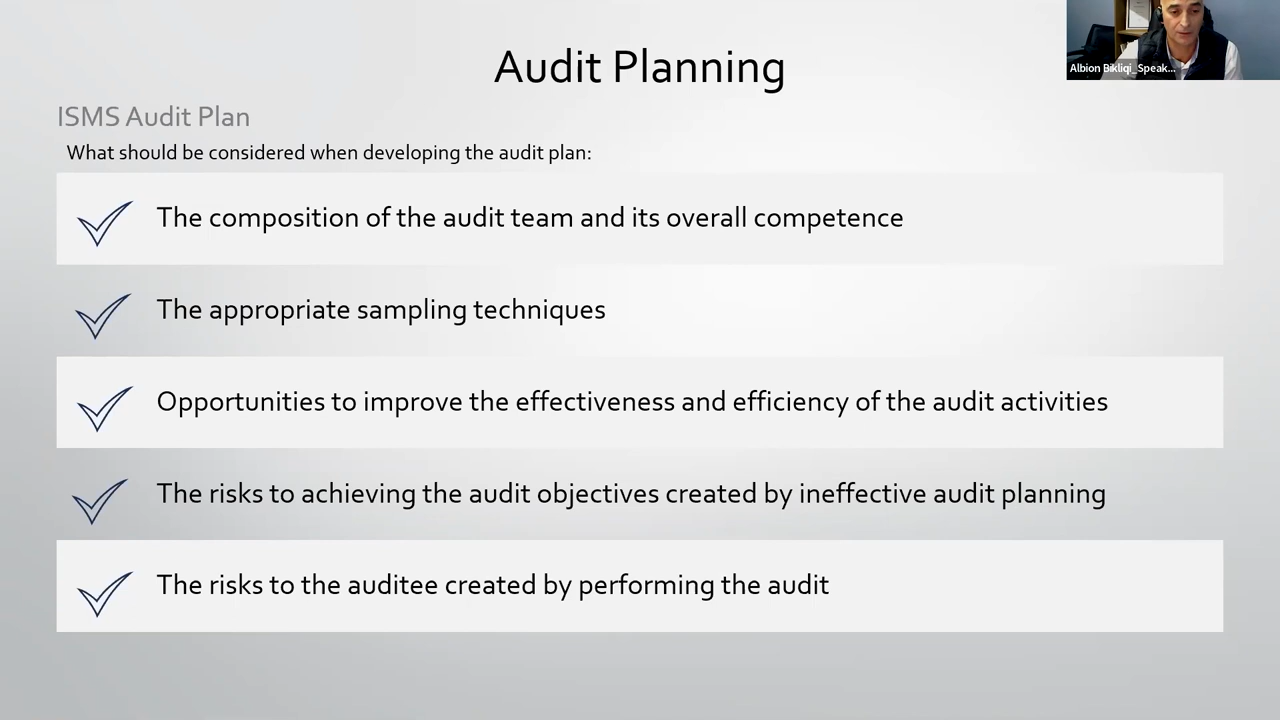 Audit Planning
Albion Bikliqi_Speak...
ISMS Audit Plan
What should be considered when developing the audit plan:
The composition of the audit team and its overall competence
The appropriate sampling techniques
Opportunities to improve the effectiveness and efficiency of the audit activities
The risks to achieving the audit objectives created by ineffective audit planning
The risks to the auditee created by performing the audit